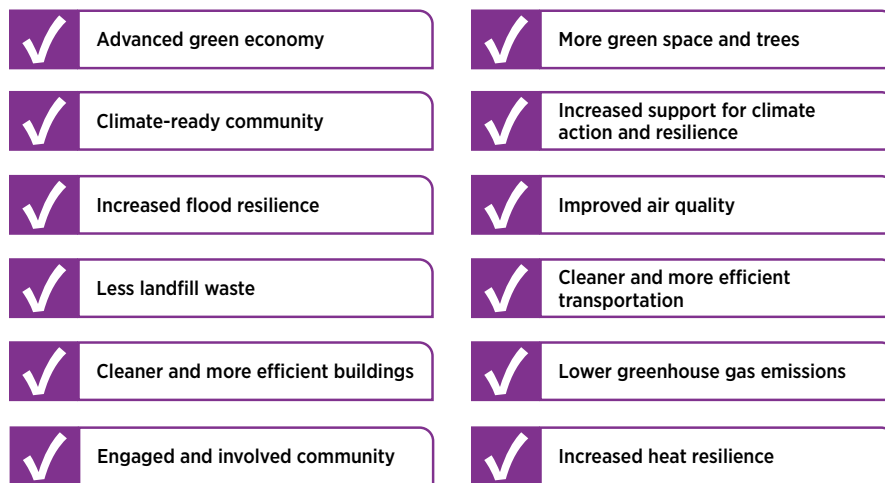 Advanced green economy
Climate-ready community
Increased flood resilience
Less landfill waste
Cleaner and more efficient buildings
Engaged and involved community
More green space and trees
Increased support for climate
action and resilience
Improved air quality
Cleaner and more efficient
transportation
Lower greenhouse gas emissions
Increased heat resilience